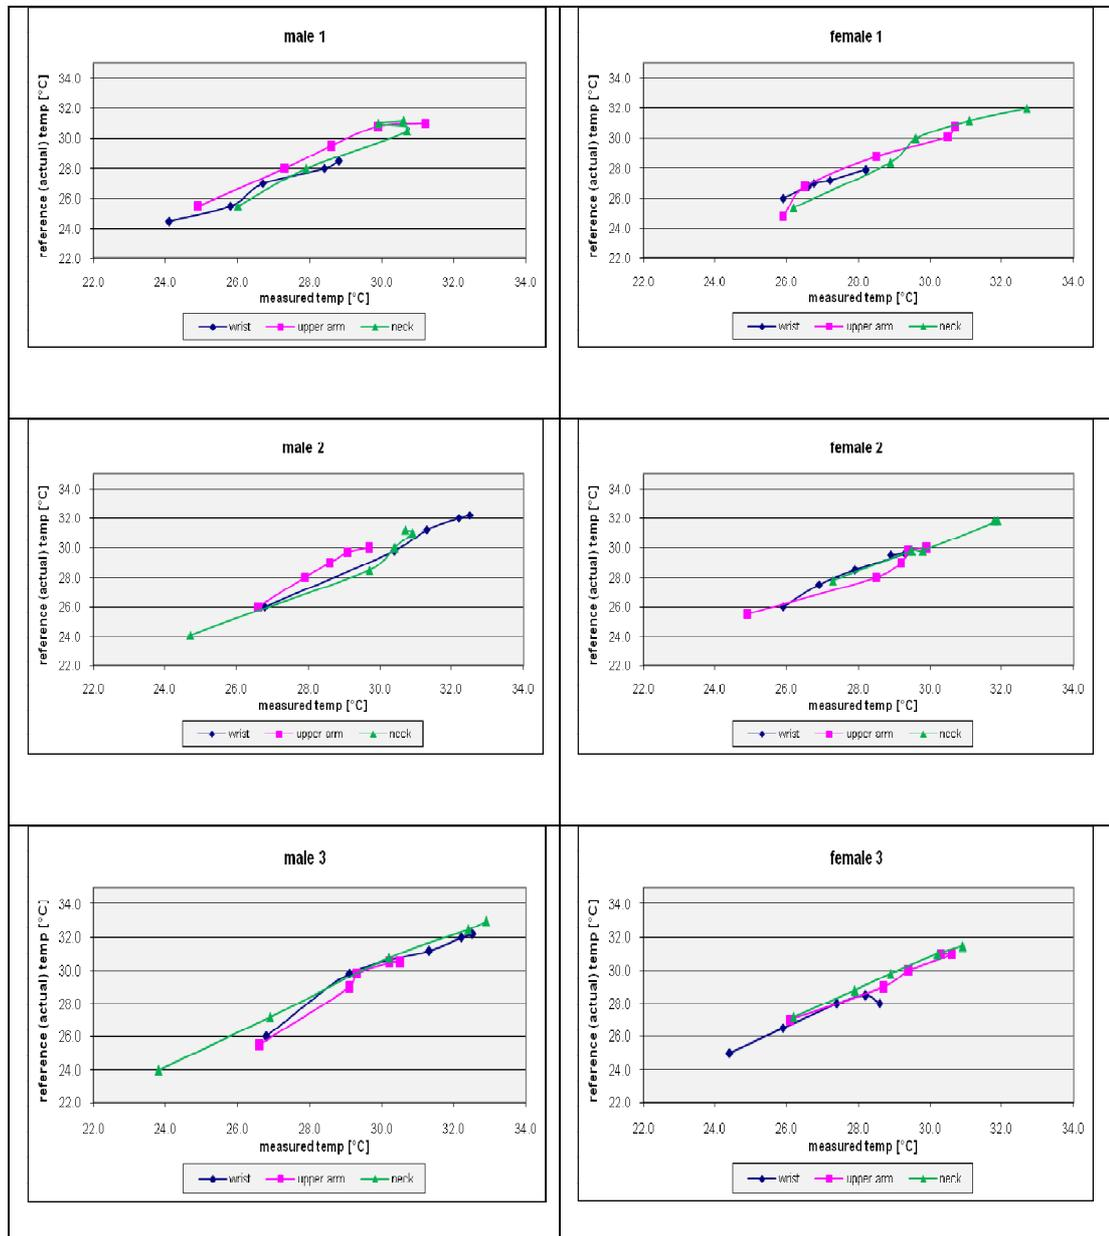 male 1
reference (actual) temp [°C]
34.0
32.0
30.0
28.0
26.0
24.0
22.0
22.0 24.0 26.0 28.0 30.0 32.0 34.0
measured temp [°C]
wrist upper arm neck
female 1
reference (actual) temp [°C]
34.0
32.0
30.0
28.0
26.0
24.0
22.0
22.0 24.0 26.0 28.0 30.0 32.0 34.0
measured temp [°C]
wrist upper arm neck
male 2
reference (actual) temp [°C]
34.0
32.0
30.0
28.0
26.0
24.0
22.0
22.0 24.0 26.0 28.0 30.0 32.0 34.0
measured temp [°C]
wrist upper arm neck
female 2
reference (actual) temp [°C]
34.0
32.0
30.0
28.0
26.0
24.0
22.0
22.0 24.0 26.0 28.0 30.0 32.0 34.0
measured temp [°C]
wrist upper arm neck
male 3
reference (actual) temp [°C]
34.0
32.0
30.0
28.0
26.0
24.0
22.0
22.0 24.0 26.0 28.0 30.0 32.0 34.0
measured temp [°C]
wrist upper arm neck
female 3
reference (actual) temp [°C]
34.0
32.0
30.0
28.0
26.0
24.0
22.0
22.0 24.0 26.0 28.0 30.0 32.0 34.0
measured temp [°C]
wrist upper arm neck